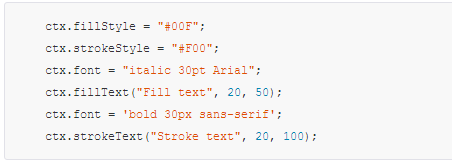 ctx.fillStyle = "#00F";
ctx.strokeStyle = "#F00";
ctx.font = "italic 30pt Arial";
ctx.fillText("Fill text", 20, 50);
ctx.font = 'bold 30px sans-serif';
ctx.strokeText("Stroke text", 20, 100);